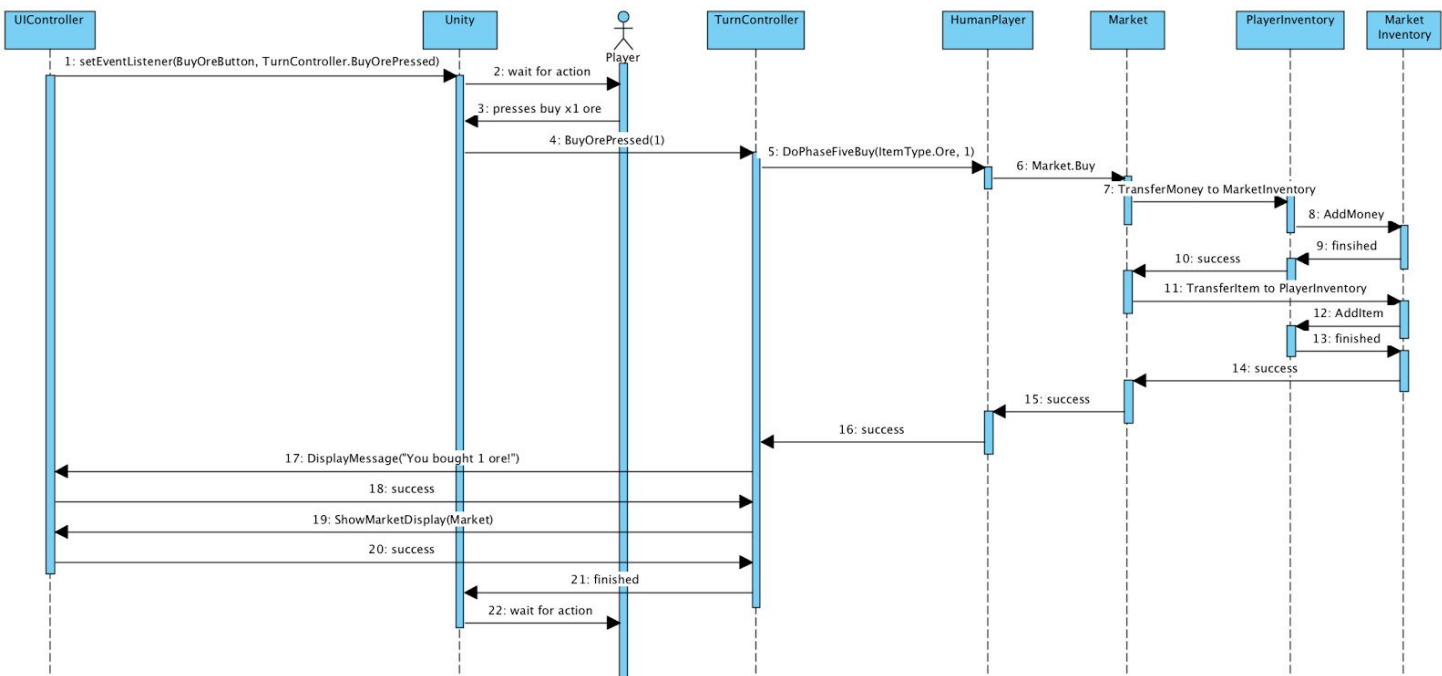 UIController
Unity
Player
TurnController
HumanPlayer
Market
PlayerInventory
Market
Inventory
1: setEventListener(BuyOreButton, TurnController.BuyOrePressed)
2: wait for action
3: presses buy x1 ore
4: BuyOrePressed(1)
5: DoPhaseFiveBuy(ItemType.Ore, 1)
6: Market.Buy
7: TransferMoney to MarketInventory
8: AddMoney
9: finsihed
10: success
11: TransferItem to PlayerInventory
12: AddItem
13: finished
14: success
15: success
16: success
17: DisplayMessage("You bought 1 ore!")
18: success
19: ShowMarketDisplay(Market)
20: success
21: finished
22: wait for action